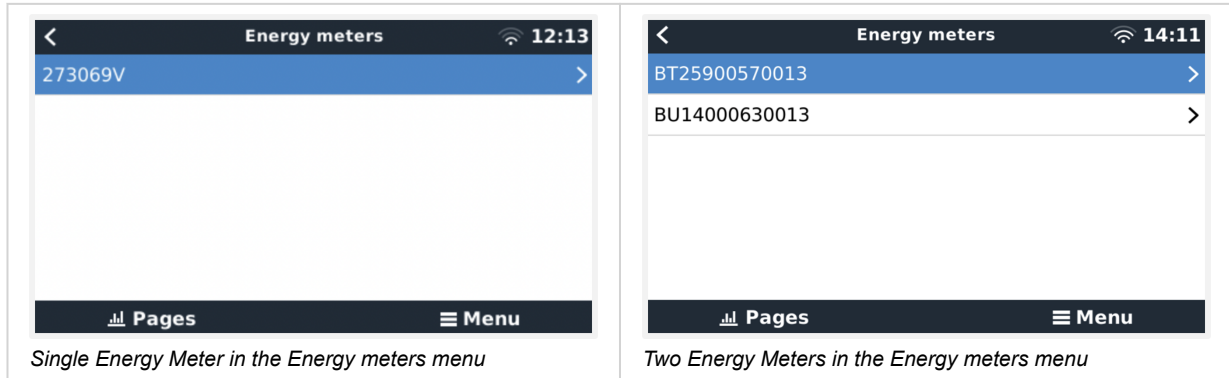 Energy meters 12:13
273069V
Pages Menu
Single Energy Meter in the Energy meters menu
Energy meters 14:11
BT25900570013
BU14000630013
Pages Menu
Two Energy Meters in the Energy meters menu